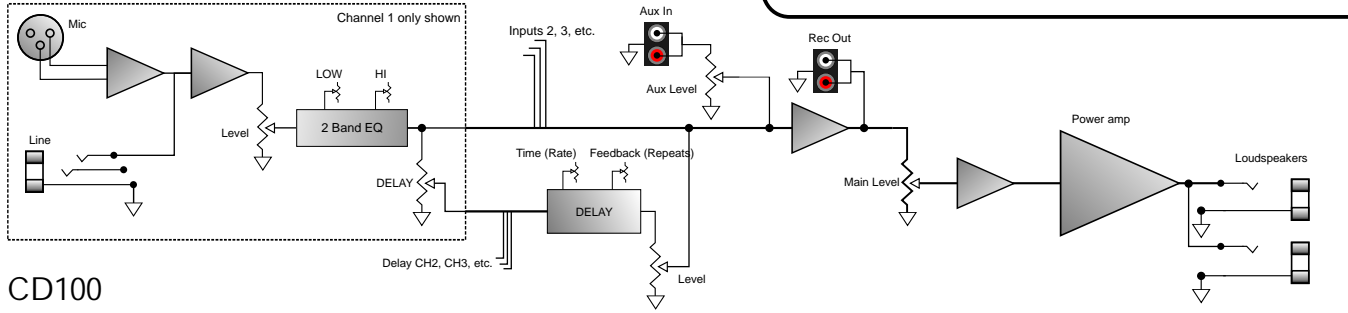 Channel 1 only shown
Mic
Line
Level
LOW
HI
2 Band EQ
DELAY
Inputs 2, 3, etc.
Time (Rate)
Feedback (Repeats)
DELAY
Delay CH2, CH3, etc.
Level
Aux In
Aux Level
Rec Out
Main Level
Power amp
Loudspeakers
CD100